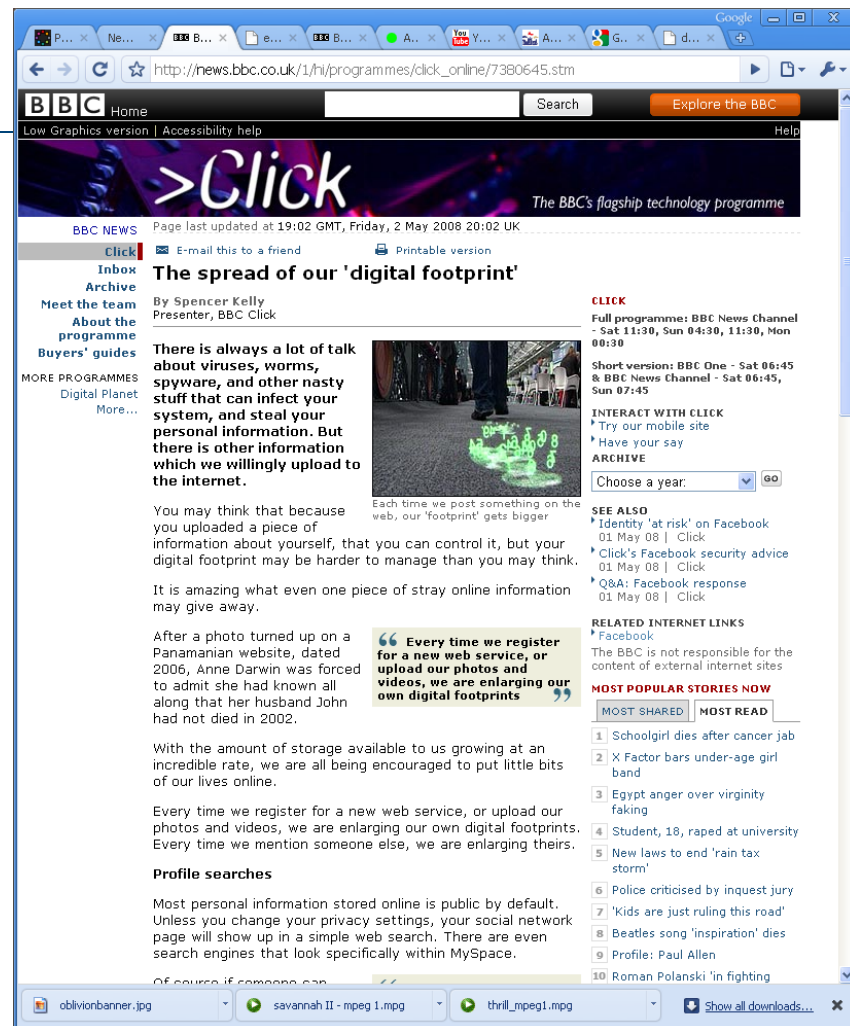 Google
P...
Ne...
BBC B...
e...
BBC B...
A..
You Tube Y...
A...
G..
d...
http://news.bbc.co.uk/1/hi/programmes/click_online/7380645.stm
BBC Home
Search
Explore the BBC
Low Graphics version | Accessibility help
Help
>Click
The BBC's flagship technology programme
BBC NEWS
Click
Inbox
Archive
Meet the team
About the
programme
Buyers' guides
MORE PROGRAMMES
Digital Planet
More...
Page last updated at 19:02 GMT, Friday, 2 May 2008 20:02 UK
E-mail this to a friend
Printable version
The spread of our 'digital footprint'
By Spencer Kelly
Presenter, BBC Click
There is always a lot of talk
about viruses, worms,
spyware, and other nasty
stuff that can infect your
system, and steal your
personal information. But
there is other information
which we willingly upload to
the internet.
Each time we post something on the
web, our 'footprint' gets bigger
You may think that because
you uploaded a piece of
information about yourself, that you can control it, but your
digital footprint may be harder to manage than you may think.
It is amazing what even one piece of stray online information
may give away.
After a photo turned up on a
Panamanian website, dated
2006, Anne Darwin was forced
to admit she had known all
along that her husband John
had not died in 2002.
“ Every time we register
for a new web service, or
upload our photos and
videos, we are enlarging our
own digital footprints ”
With the amount of storage available to us growing at an
incredible rate, we are all being encouraged to put little bits
of our lives online.
Every time we register for a new web service, or upload our
photos and videos, we are enlarging our own digital footprints.
Every time we mention someone else, we are enlarging theirs.
Profile searches
Most personal information stored online is public by default.
Unless you change your privacy settings, your social network
page will show up in a simple web search. There are even
search engines that look specifically within MySpace.
Of course if someone can
CLICK
Full programme: BBC News Channel
- Sat 11:30, Sun 04:30, 11:30, Mon
00:30
Short version: BBC One - Sat 06:45
& BBC News Channel - Sat 06:45,
Sun 07:45
INTERACT WITH CLICK
Try our mobile site
Have your say
ARCHIVE
Choose a year:
GO
SEE ALSO
Identity 'at risk' on Facebook
01 May 08 | Click
Click's Facebook security advice
01 May 08 | Click
Q&A: Facebook response
01 May 08 | Click
RELATED INTERNET LINKS
Facebook
The BBC is not responsible for the
content of external internet sites
MOST POPULAR STORIES NOW
MOST SHARED
MOST READ
1 Schoolgirl dies after cancer jab
2 X Factor bars under-age girl
band
3 Egypt anger over virginity
faking
4 Student, 18, raped at university
5 New laws to end 'rain tax
storm'
6 Police criticised by inquest jury
7 'Kids are just ruling this road'
8 Beatles song 'inspiration' dies
9 Profile: Paul Allen
10 Roman Polanski 'in fighting
oblivionbanner.jpg
savannah II - mpeg 1.mpg
thrill_mpeg1.mpg
Show all downloads...